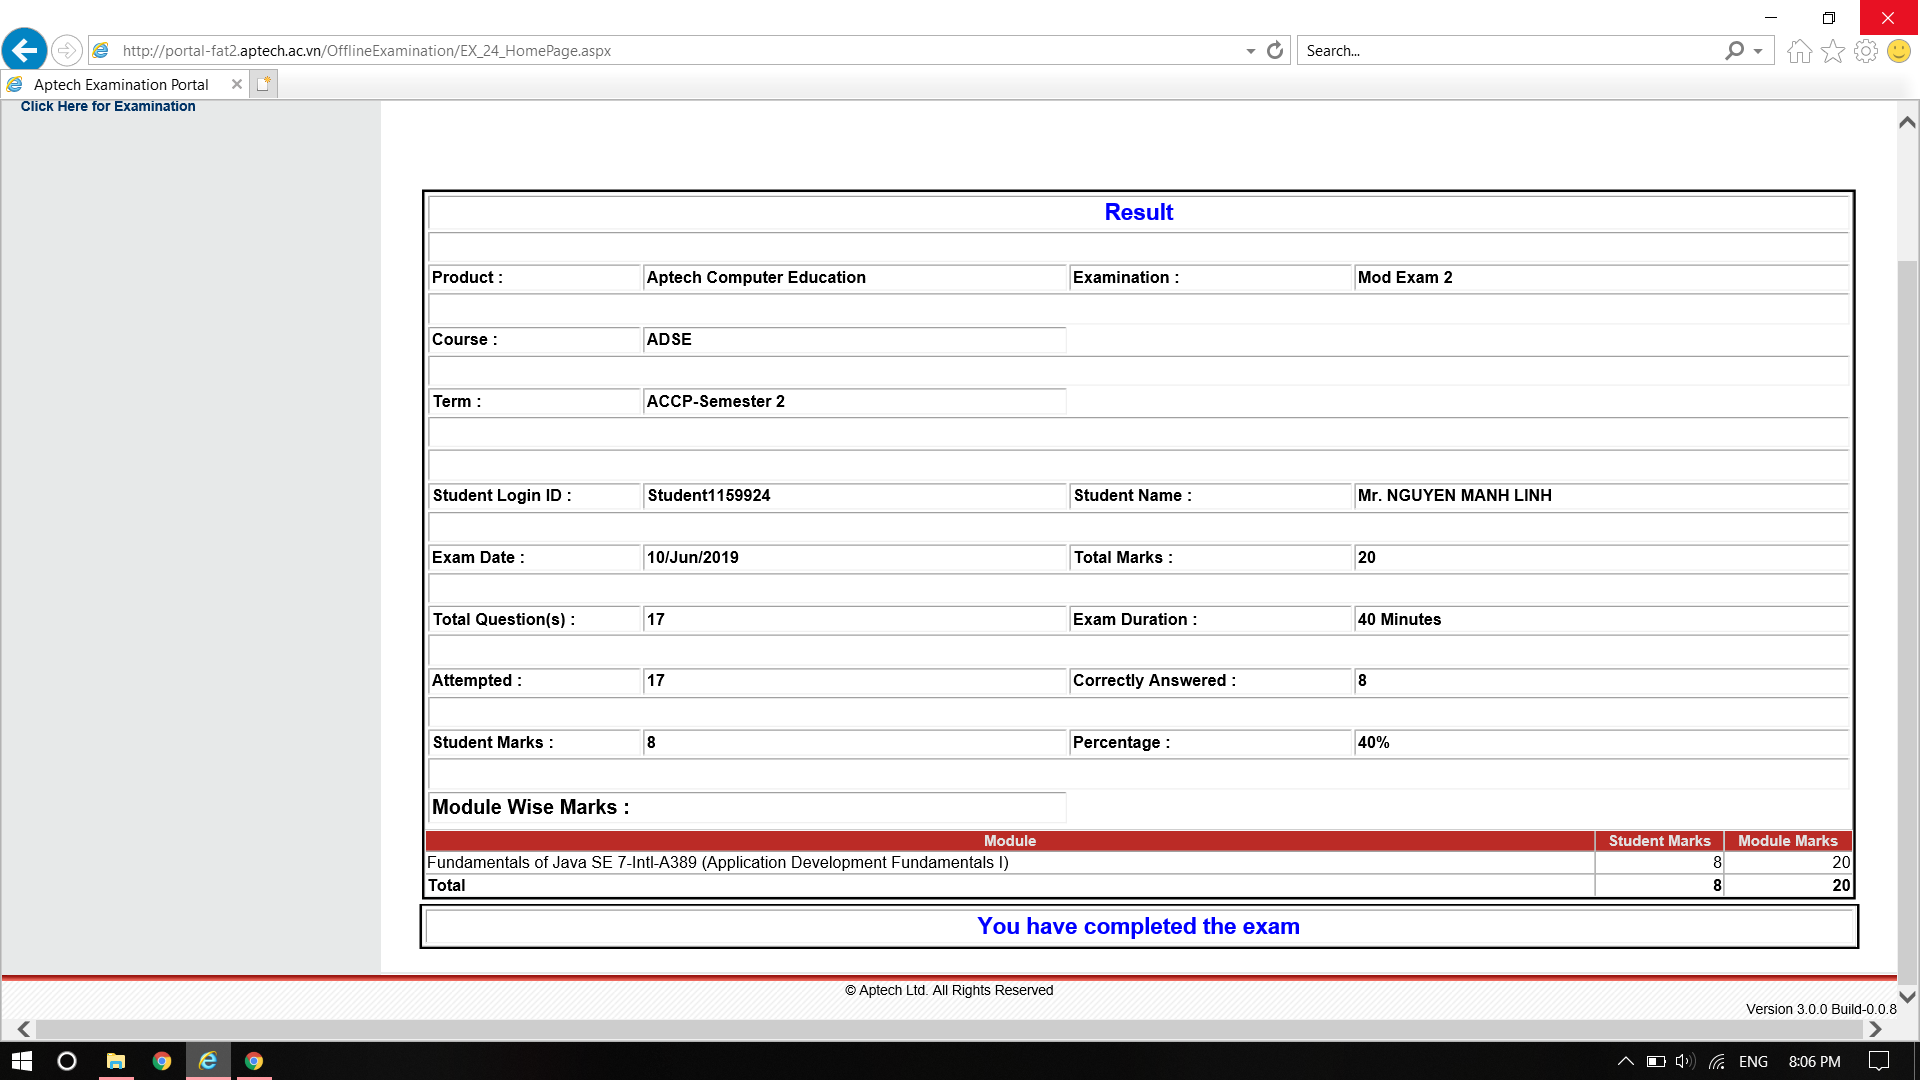 http://portal-fat2.aptech.ac.vn/OfflineExamination/EX_24_HomePage.aspx
Search...
Aptech Examination Portal
Click Here for Examination
Result
Product : Aptech Computer Education Examination : Mod Exam 2
Course : ADSE
Term : ACCP-Semester 2
Student Login ID : Student1159924 Student Name : Mr. NGUYEN MANH LINH
Exam Date : 10/Jun/2019 Total Marks : 20
Total Question(s) : 17 Exam Duration : 40 Minutes
Attempted : 17 Correctly Answered : 8
Student Marks : 8 Percentage : 40%
Module Wise Marks :
Module Student Marks Module Marks
Fundamentals of Java SE 7-Intl-A389 (Application Development Fundamentals I) 8 20
Total 8 20
You have completed the exam
© Aptech Ltd. All Rights Reserved
Version 3.0.0 Build-0.0.8
ENG 8:06 PM